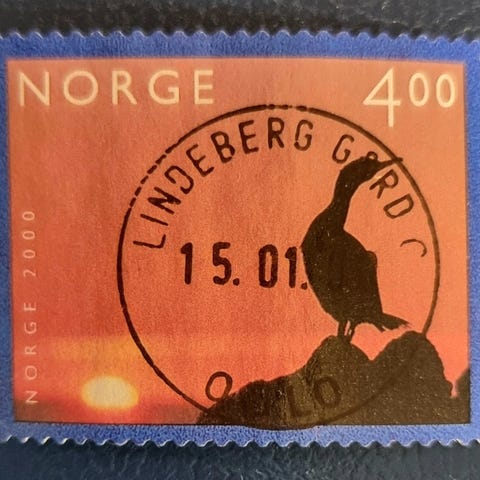 NORGE 4.00
NORGE 2000
LINDEBERG GÅRD
15.01.
OSLO